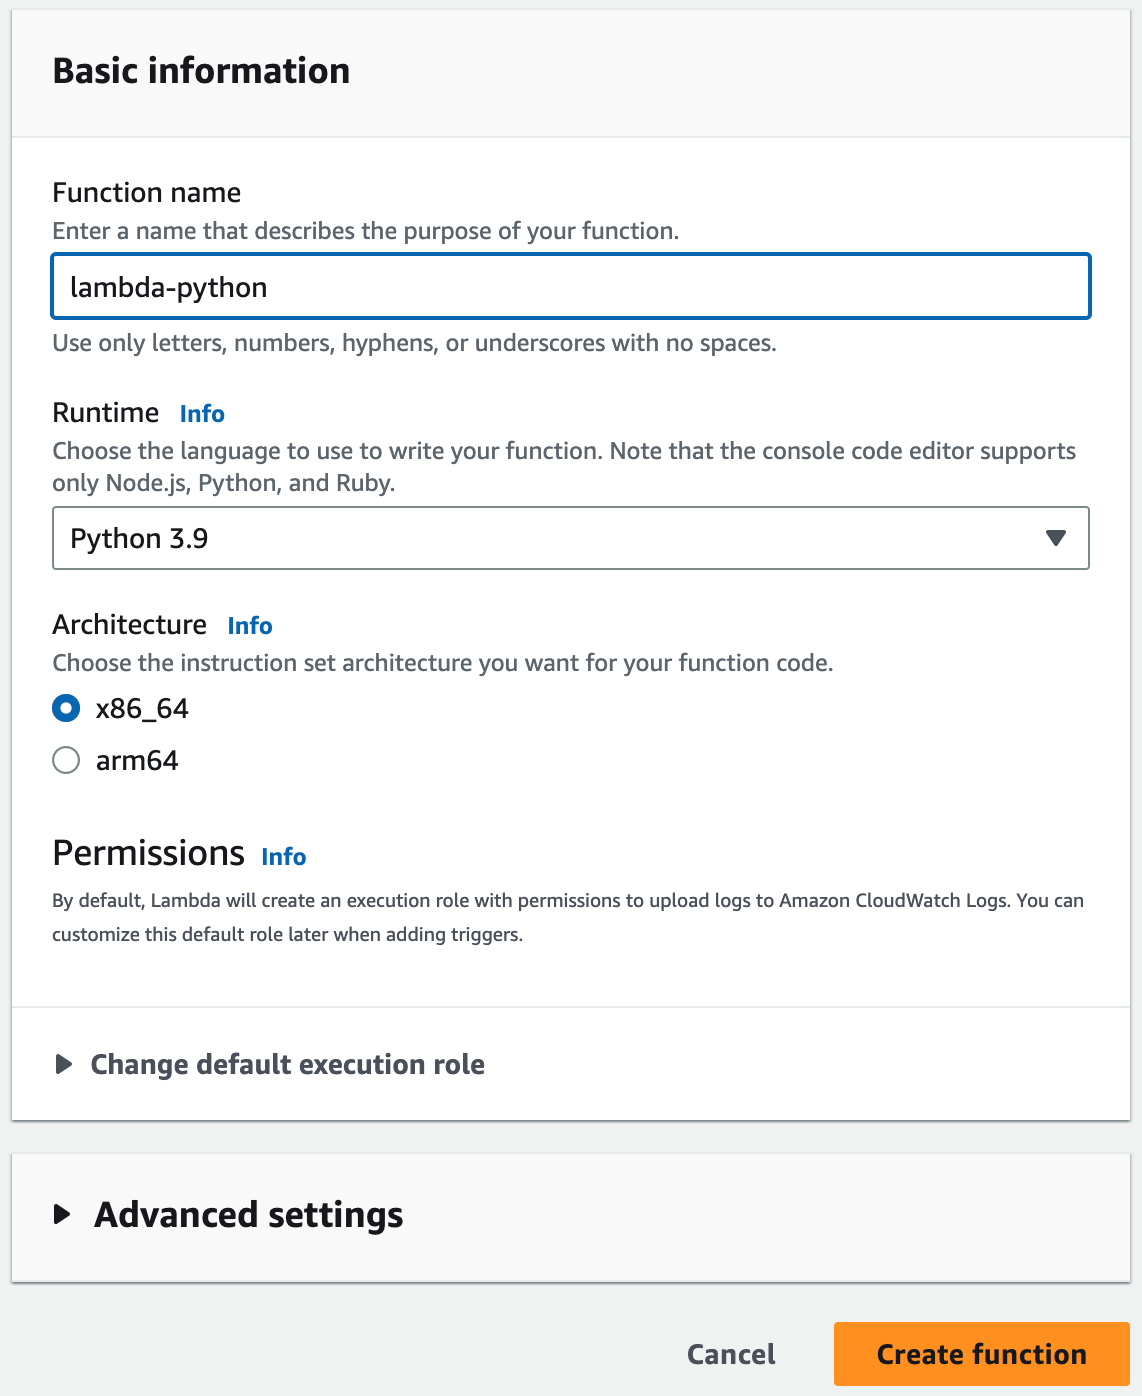 Basic information
Function name
Enter a name that describes the purpose of your function.
lambda-python
Use only letters, numbers, hyphens, or underscores with no spaces.
Runtime Info
Choose the language to use to write your function. Note that the console code editor supports
only Node.js, Python, and Ruby.
Python 3.9
Architecture Info
Choose the instruction set architecture you want for your function code.
x86_64
arm64
Permissions Info
By default, Lambda will create an execution role with permissions to upload logs to Amazon CloudWatch Logs. You can
customize this default role later when adding triggers.
Change default execution role
Advanced settings
Cancel Create function